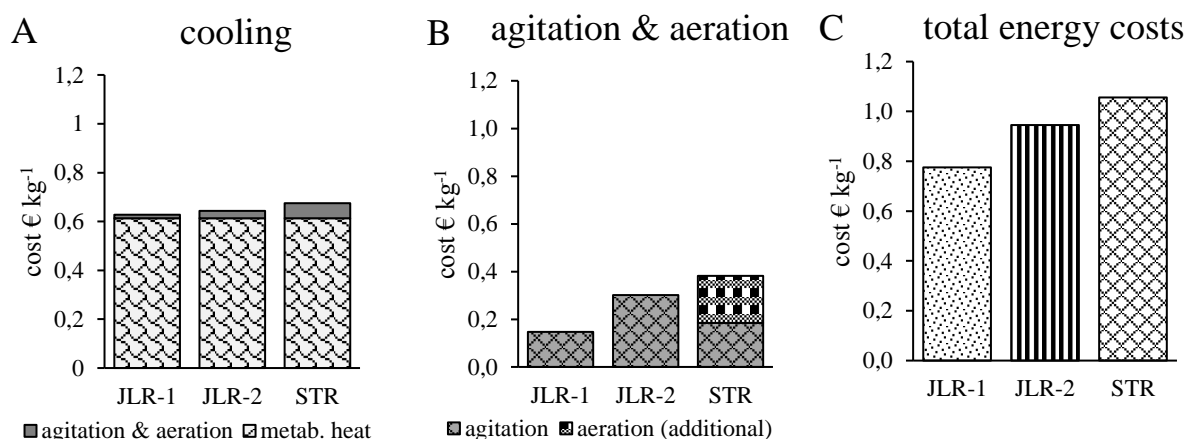 A
cooling
1,2
1
0,8
0,6
0,4
0,2
0
cost € kg-1
JLR-1 JLR-2 STR
agitation & aeration metab. heat
B
agitation & aeration
1,2
1,0
0,8
0,6
0,4
0,2
0,0
cost € kg-1
JLR-1 JLR-2 STR
agitation aeration (additional)
C
total energy costs
1,2
1,0
0,8
0,6
0,4
0,2
0,0
cost € kg-1
JLR-1 JLR-2 STR